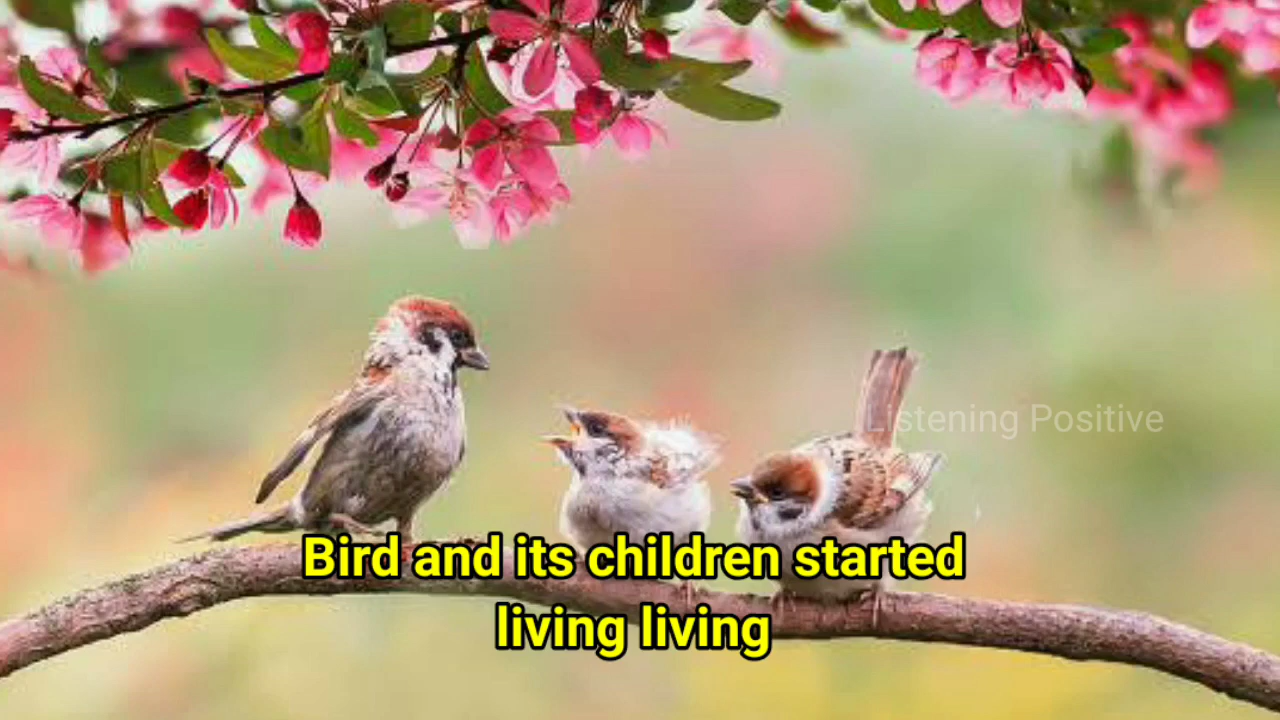 Listening Positive
Bird and its children started
living living